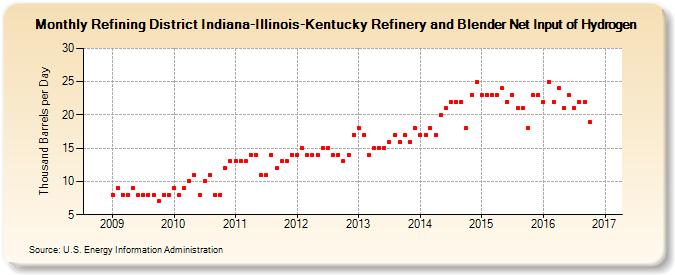 Monthly Refining District Indiana-Illinois-Kentucky Refinery and Blender Net Input of Hydrogen
Thousand Barrels per Day
30
25
20
15
10
5
2009 2010 2011 2012 2013 2014 2015 2016 2017
Source: U.S. Energy Information Administration